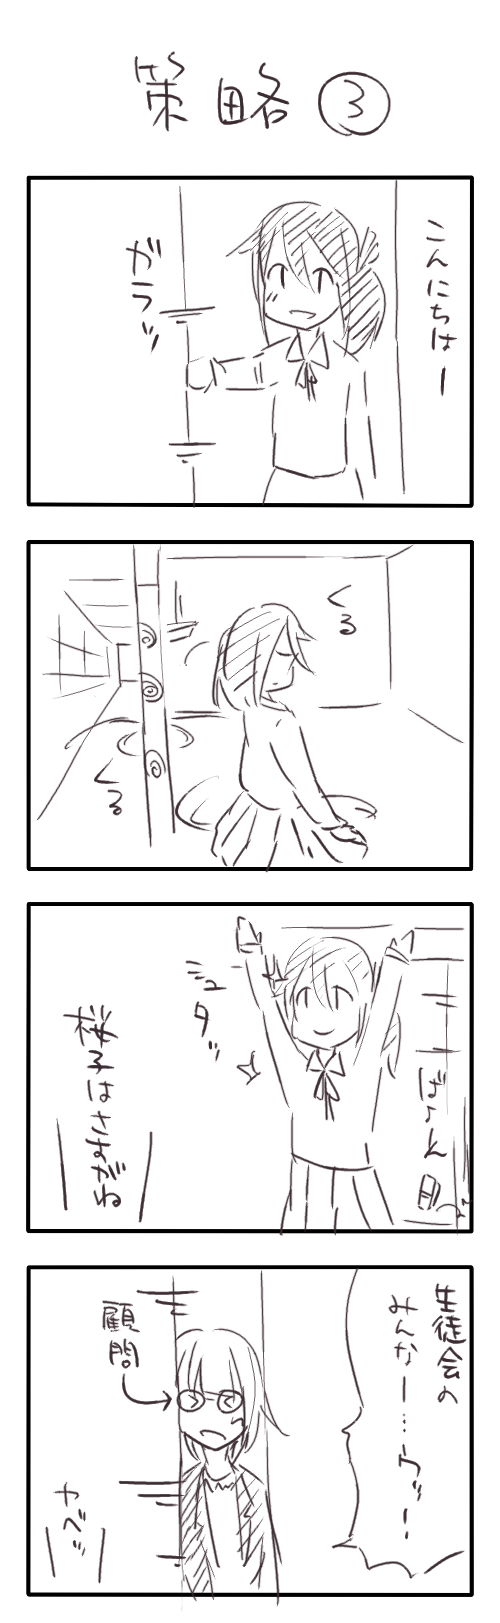 策略③
こんにちはー
ガラッ
くる
くる
ばいん
シュタッ
桜子はさすがね
生徒会の
みんなー…アッー
顧問
ガベッ